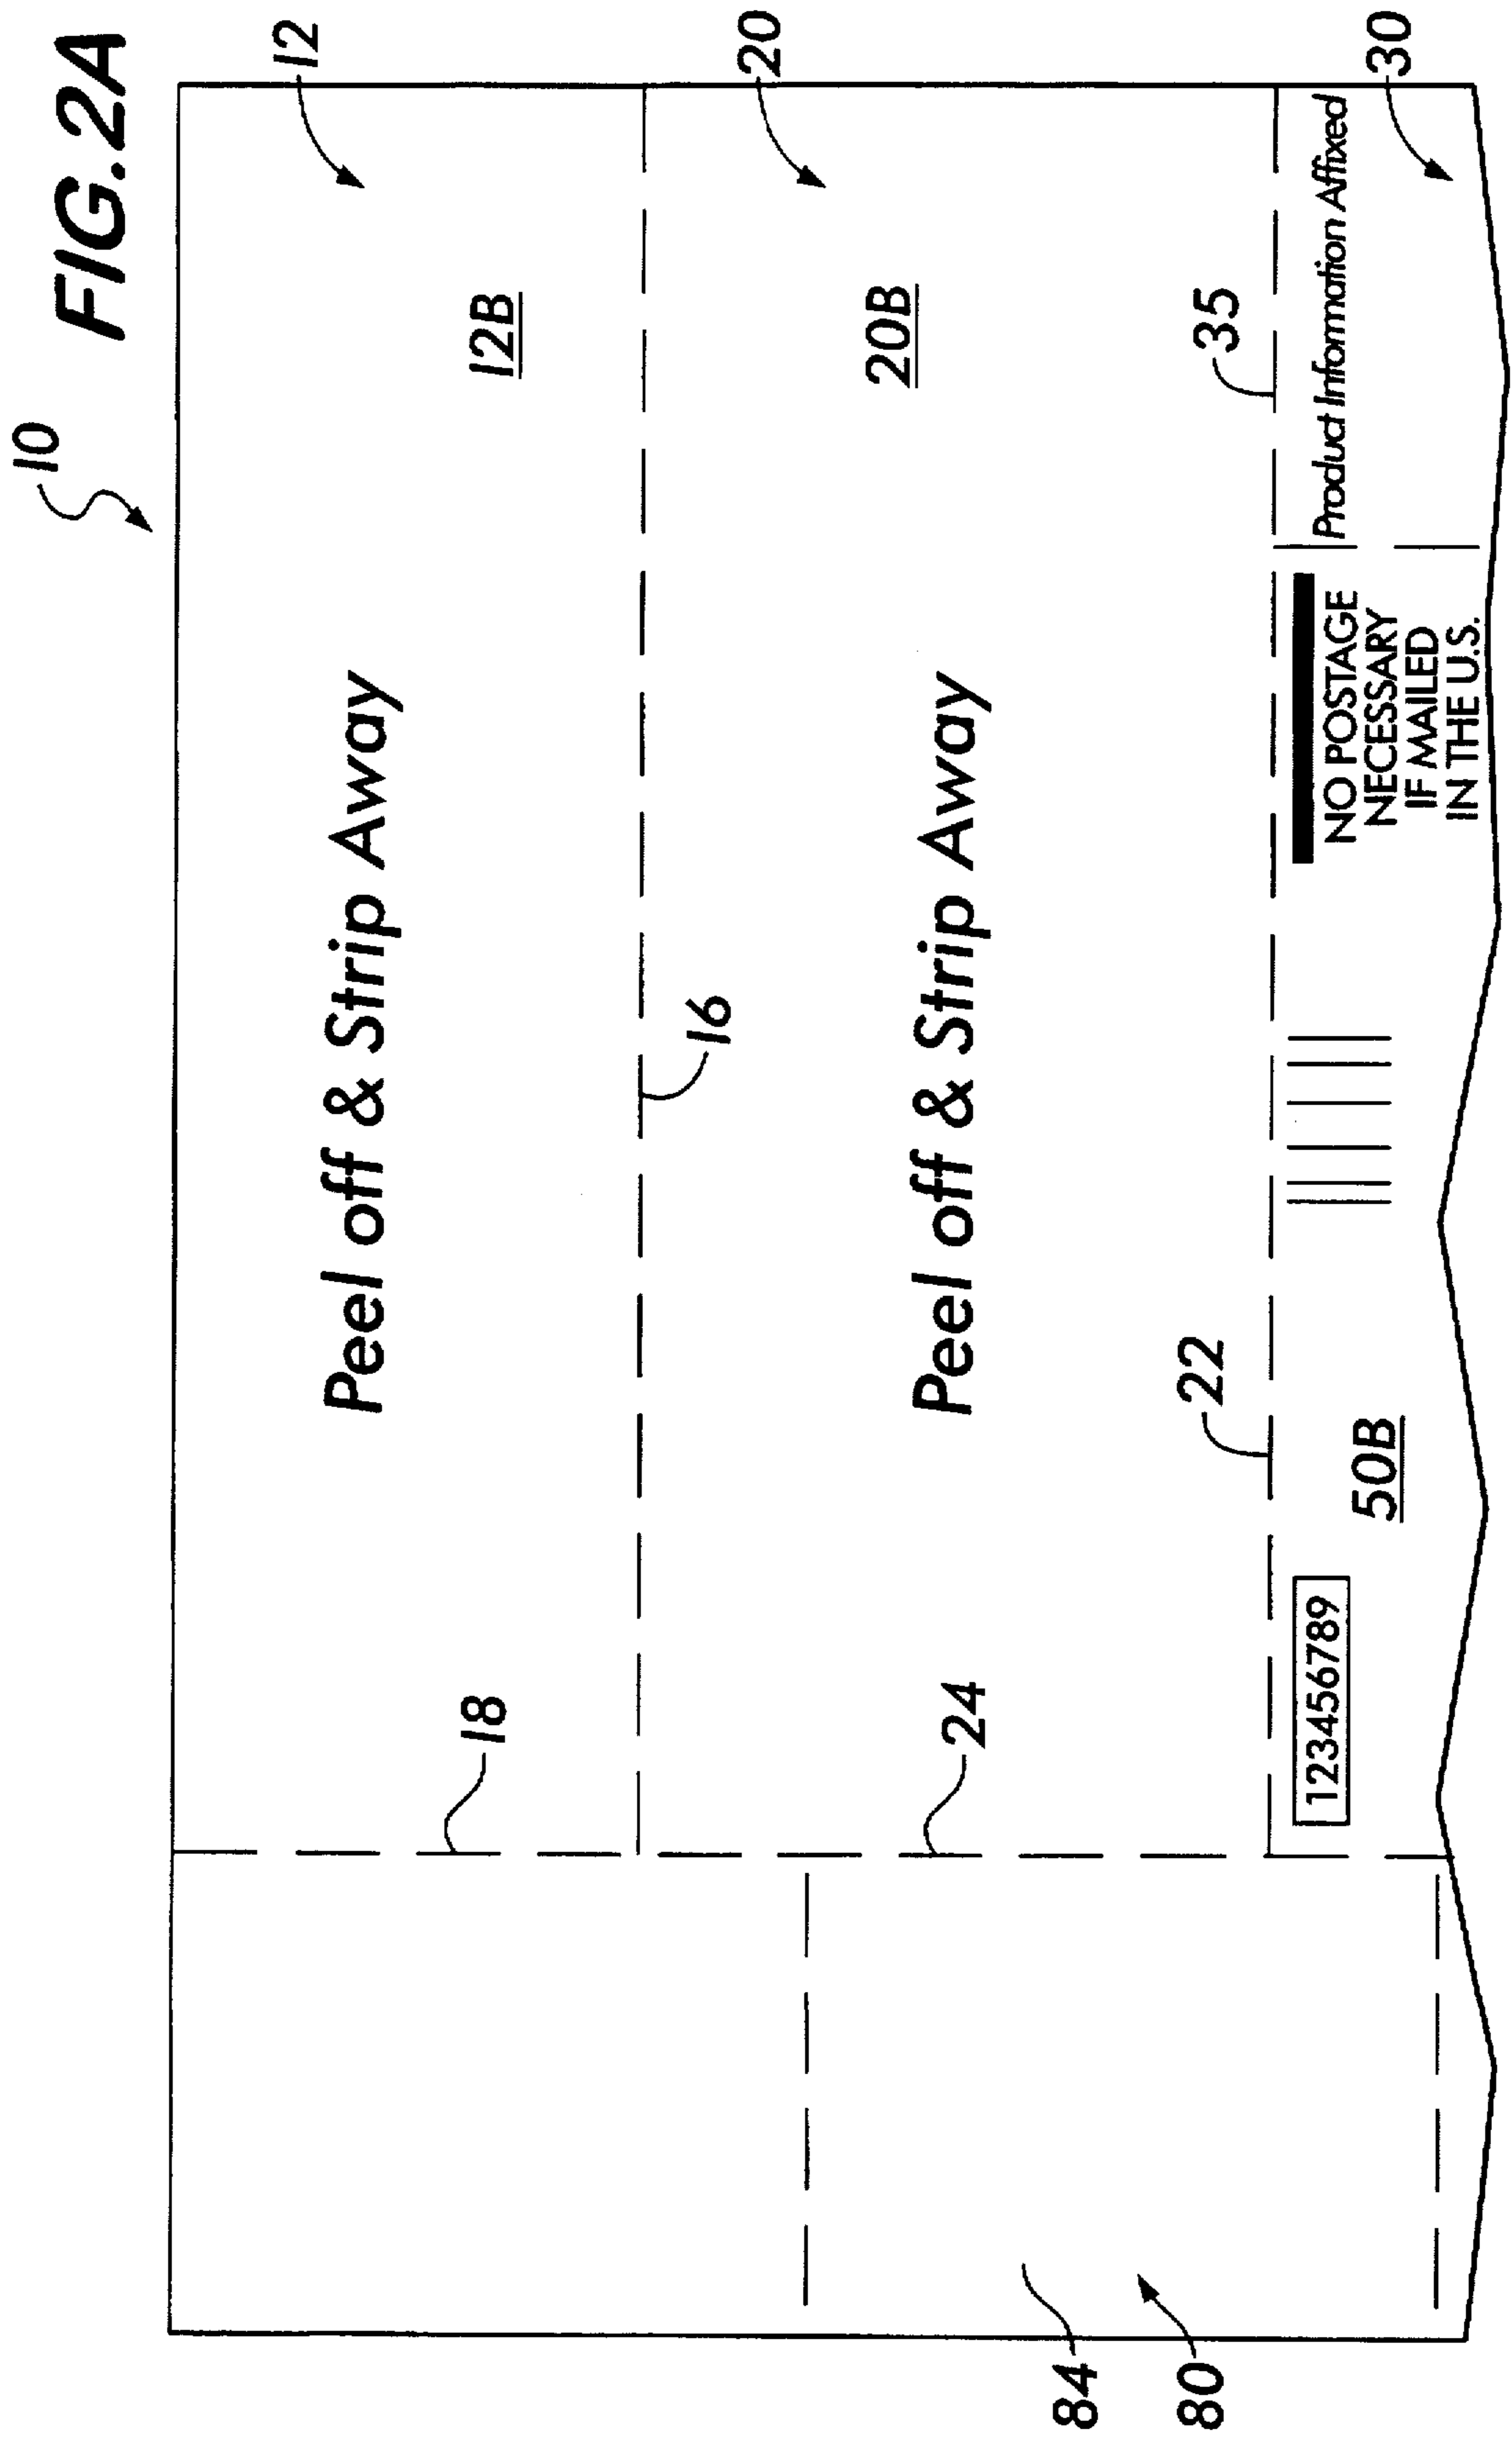 FIG.2A
10
12
12B
Peel off & Strip Away
18
16
20
20B
Peel off & Strip Away
24
22
35
123456789
50B
NO POSTAGE
NECESSARY
IF MAILED
IN THE U.S.
Product Information Affixed
30
84
80